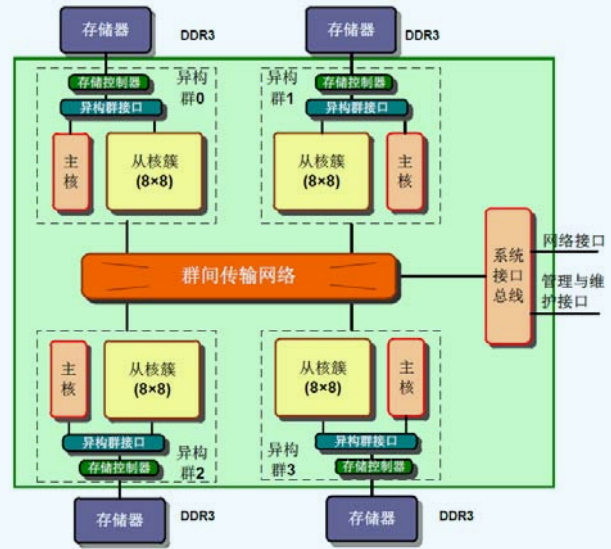 存储器
DDR3
存储器
DDR3
存储控制器
异构
群0
异构群接口
主
核
从核簇
(8×8)
异构
群1
存储控制器
异构群接口
从核簇
(8×8)
主
核
群间传输网络
系统
接口
总线
网络接口
管理与维
护接口
主
核
从核簇
(8×8)
异构群接口
存储控制器
异构
群2
从核簇
(8×8)
主
核
异构群接口
异构
群3
存储控制器
存储器
DDR3
存储器
DDR3